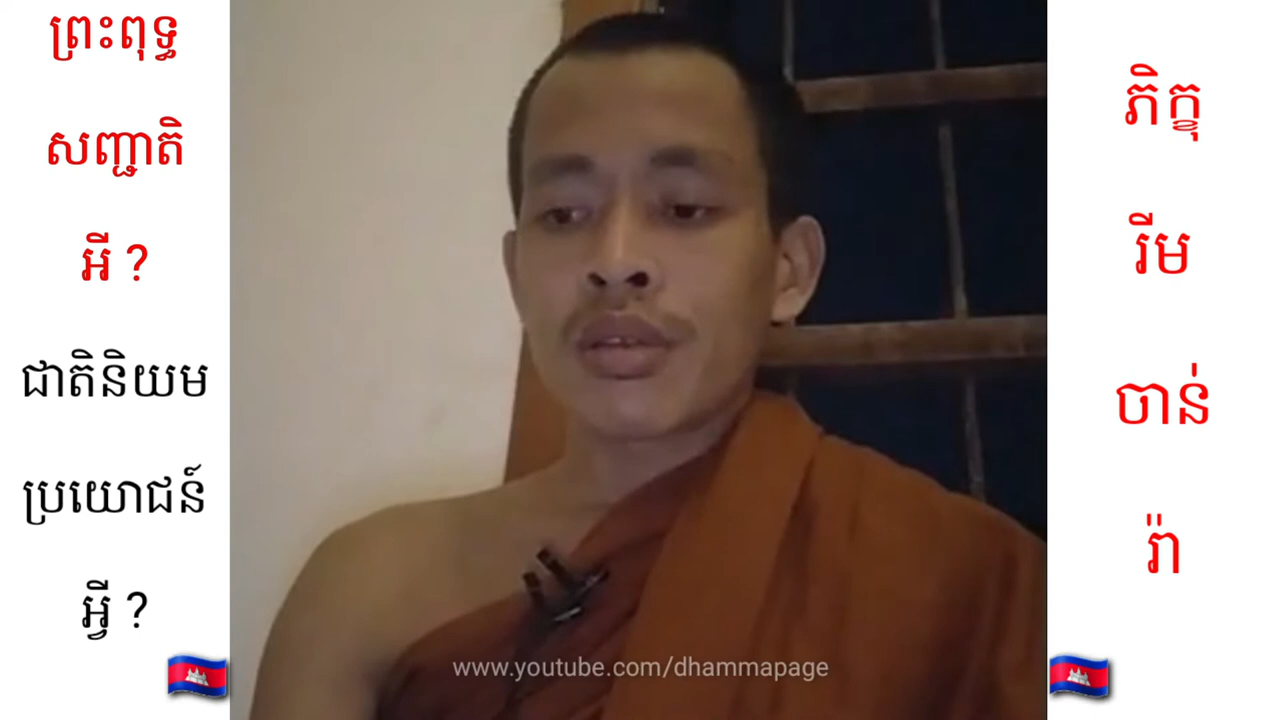 ព្រះពុទ្ធ
សញ្ជាតិ
អី ?
ជាតិនិយម
ប្រយោជន៍
អ្វី ?
ភិក្ខុ
រីម
ចាន់
រ៉ា
www.youtube.com/dhammapage